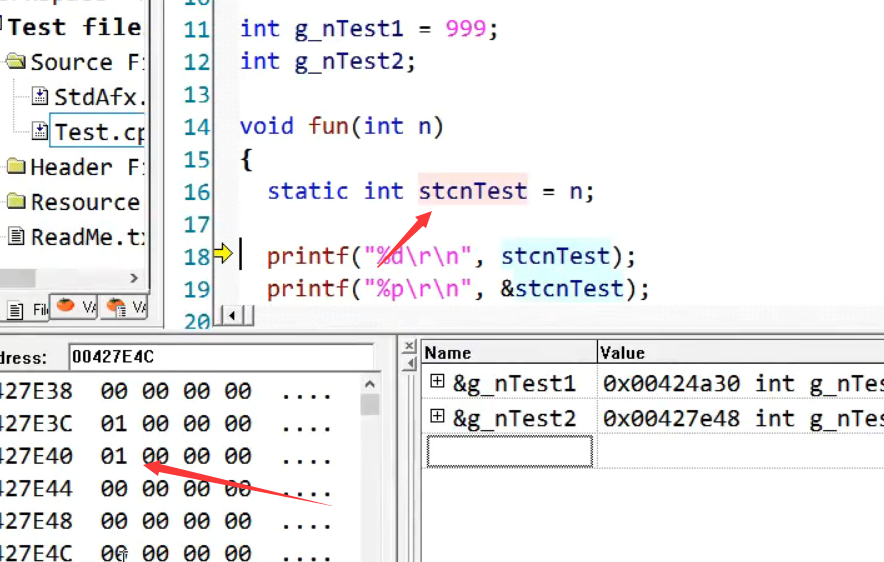 Test file
Source F
StdAfx.
Test.cp
Header F
Resource
ReadMe.tx
Fil
VA
VA
11 int g_nTest1 = 999;
12 int g_nTest2;
13
14 void fun(int n)
15 {
16 static int stcnTest = n;
17
18 printf("%d\r\n", stcnTest);
19 printf("%p\r\n", &stcnTest);
20
dress: 00427E4C
427E38 00 00 00 00 ....
427E3C 01 00 00 00 ....
427E40 01 00 00 00 ....
427E44 00 00 00 00 ....
427E48 00 00 00 00 ....
427E4C 00 00 00 00 ....
Name Value
&g_nTest1 0x00424a30 int g_nTes
&g_nTest2 0x00427e48 int g_nTes